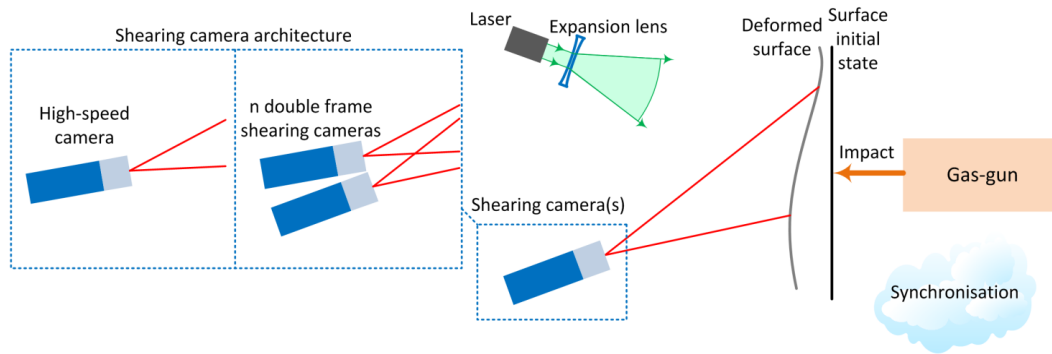 Shearing camera architecture
High-speed
camera
n double frame
shearing cameras
Laser
Expansion lens
Shearing camera(s)
Deformed
surface
Surface
initial
state
Impact
Gas-gun
Synchronisation